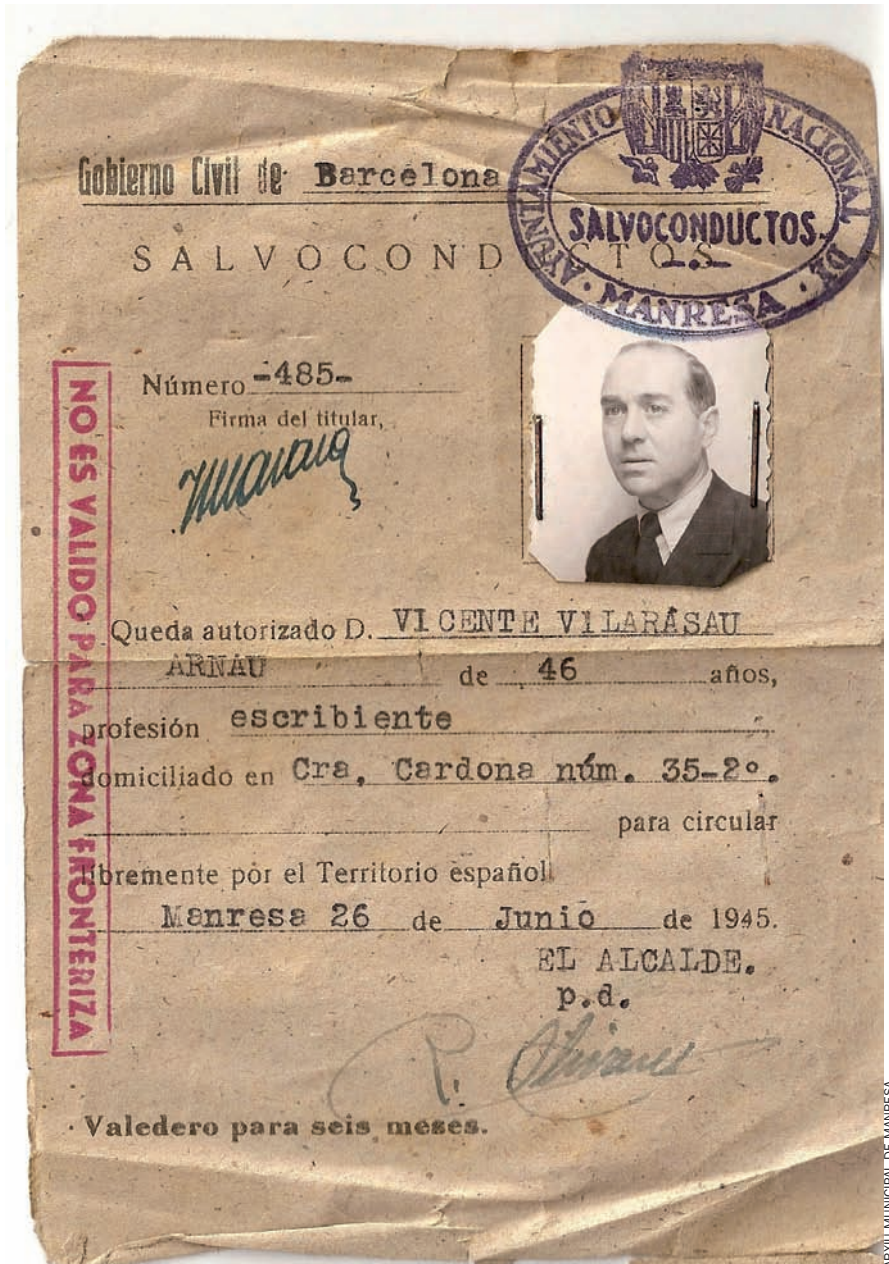 Gobierno Civil de Barcelona
SALVOCONDUCTOS
AYUNTAMIENTO NACIONAL DE
SALVOCONDUCTOS.
· MANRESA ·
Número -485-
Firma del titular,
Queda autorizado D. VICENTE VILARASAU
ARNAU de 46 años,
profesión escribiente
domiciliado en Cra, Cardona núm. 35-2º.
para circular
libremente por el Territorio español.
Manresa 26 de Junio de 1945.
EL ALCALDE.
p.d.
Valedero para seis meses.
NO ES VALIDO PARA ZONA FRONTERIZA
MUNICIPAL DE MANRESA